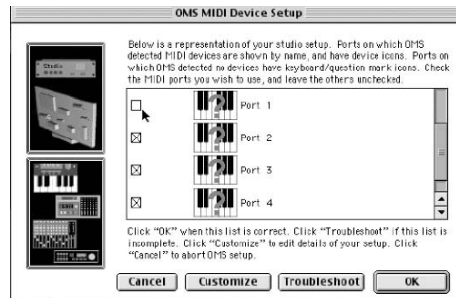 OMS MIDI Device Setup
Below is a representation of your studio setup. Ports on which OMS
detected MIDI devices are shown by name, and have device icons. Ports on
which OMS detected no devices have keyboard/question mark icons. Check
the MIDI ports you wish to use, and leave the others unchecked.
Studio
? Port 1
? Port 2
? Port 3
? Port 4
Click “OK” when this list is correct. Click “Troubleshoot” if this list is
incomplete. Click “Customize” to edit details of your setup. Click
“Cancel” to abort OMS setup.
Cancel Customize Troubleshoot OK